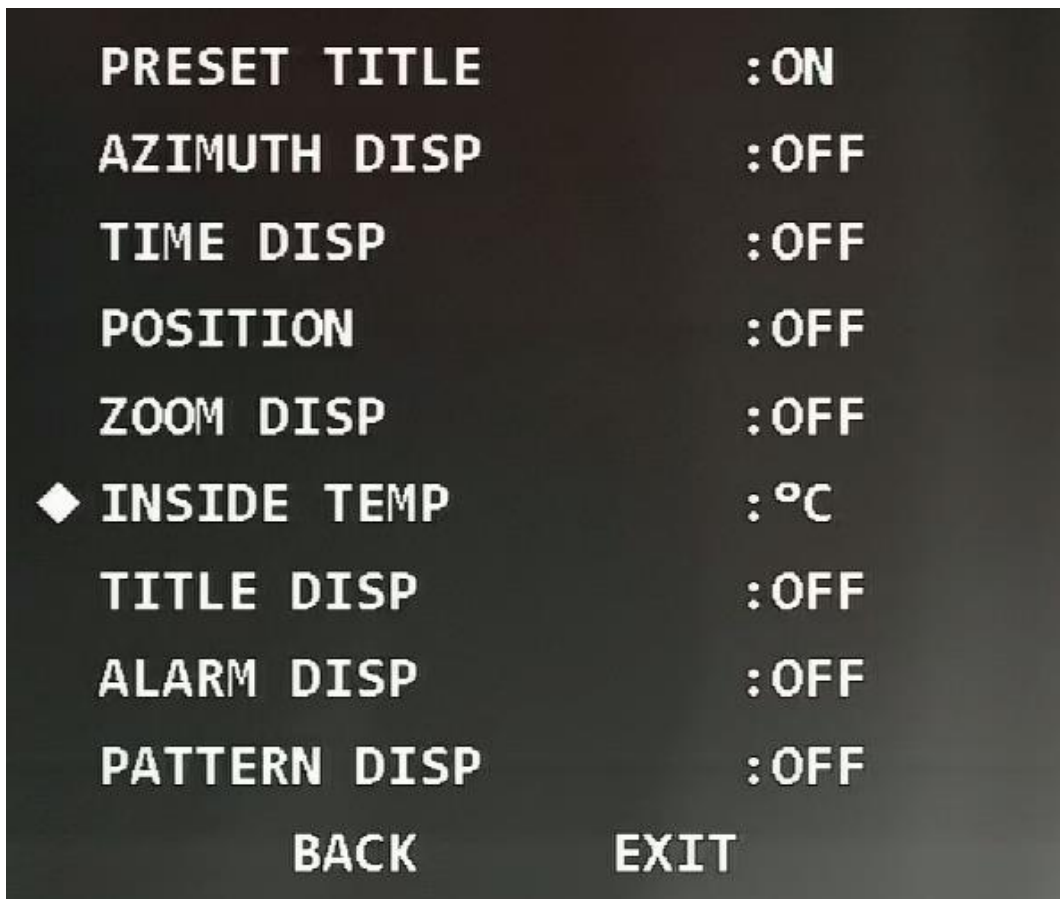 PRESET TITLE :ON
AZIMUTH DISP :OFF
TIME DISP :OFF
POSITION :OFF
ZOOM DISP :OFF
◆ INSIDE TEMP :ºC
TITLE DISP :OFF
ALARM DISP :OFF
PATTERN DISP :OFF
BACK EXIT